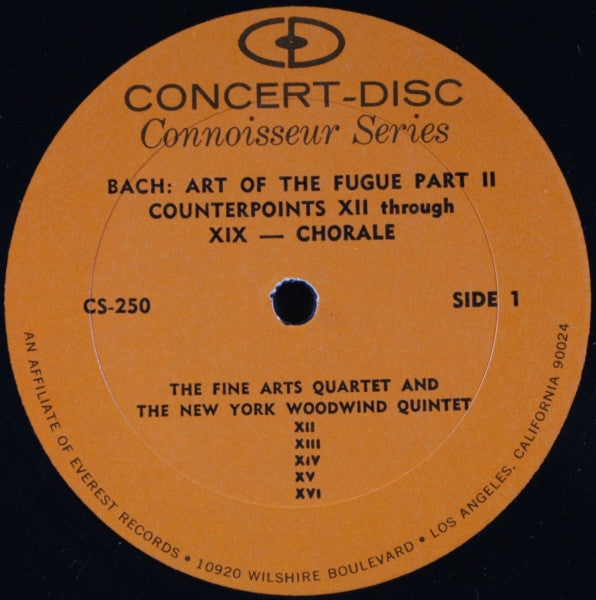 CD
CONCERT-DISC
Connoisseur Series
BACH: ART OF THE FUGUE PART II
COUNTERPOINTS XII through
XIX — CHORALE
CS-250
SIDE 1
THE FINE ARTS QUARTET AND
THE NEW YORK WOODWIND QUINTET
XII
XIII
XIV
XV
XVI
AN AFFILIATE OF EVEREST RECORDS • 10920 WILSHIRE BOULEVARD • LOS ANGELES, CALIFORNIA 90024